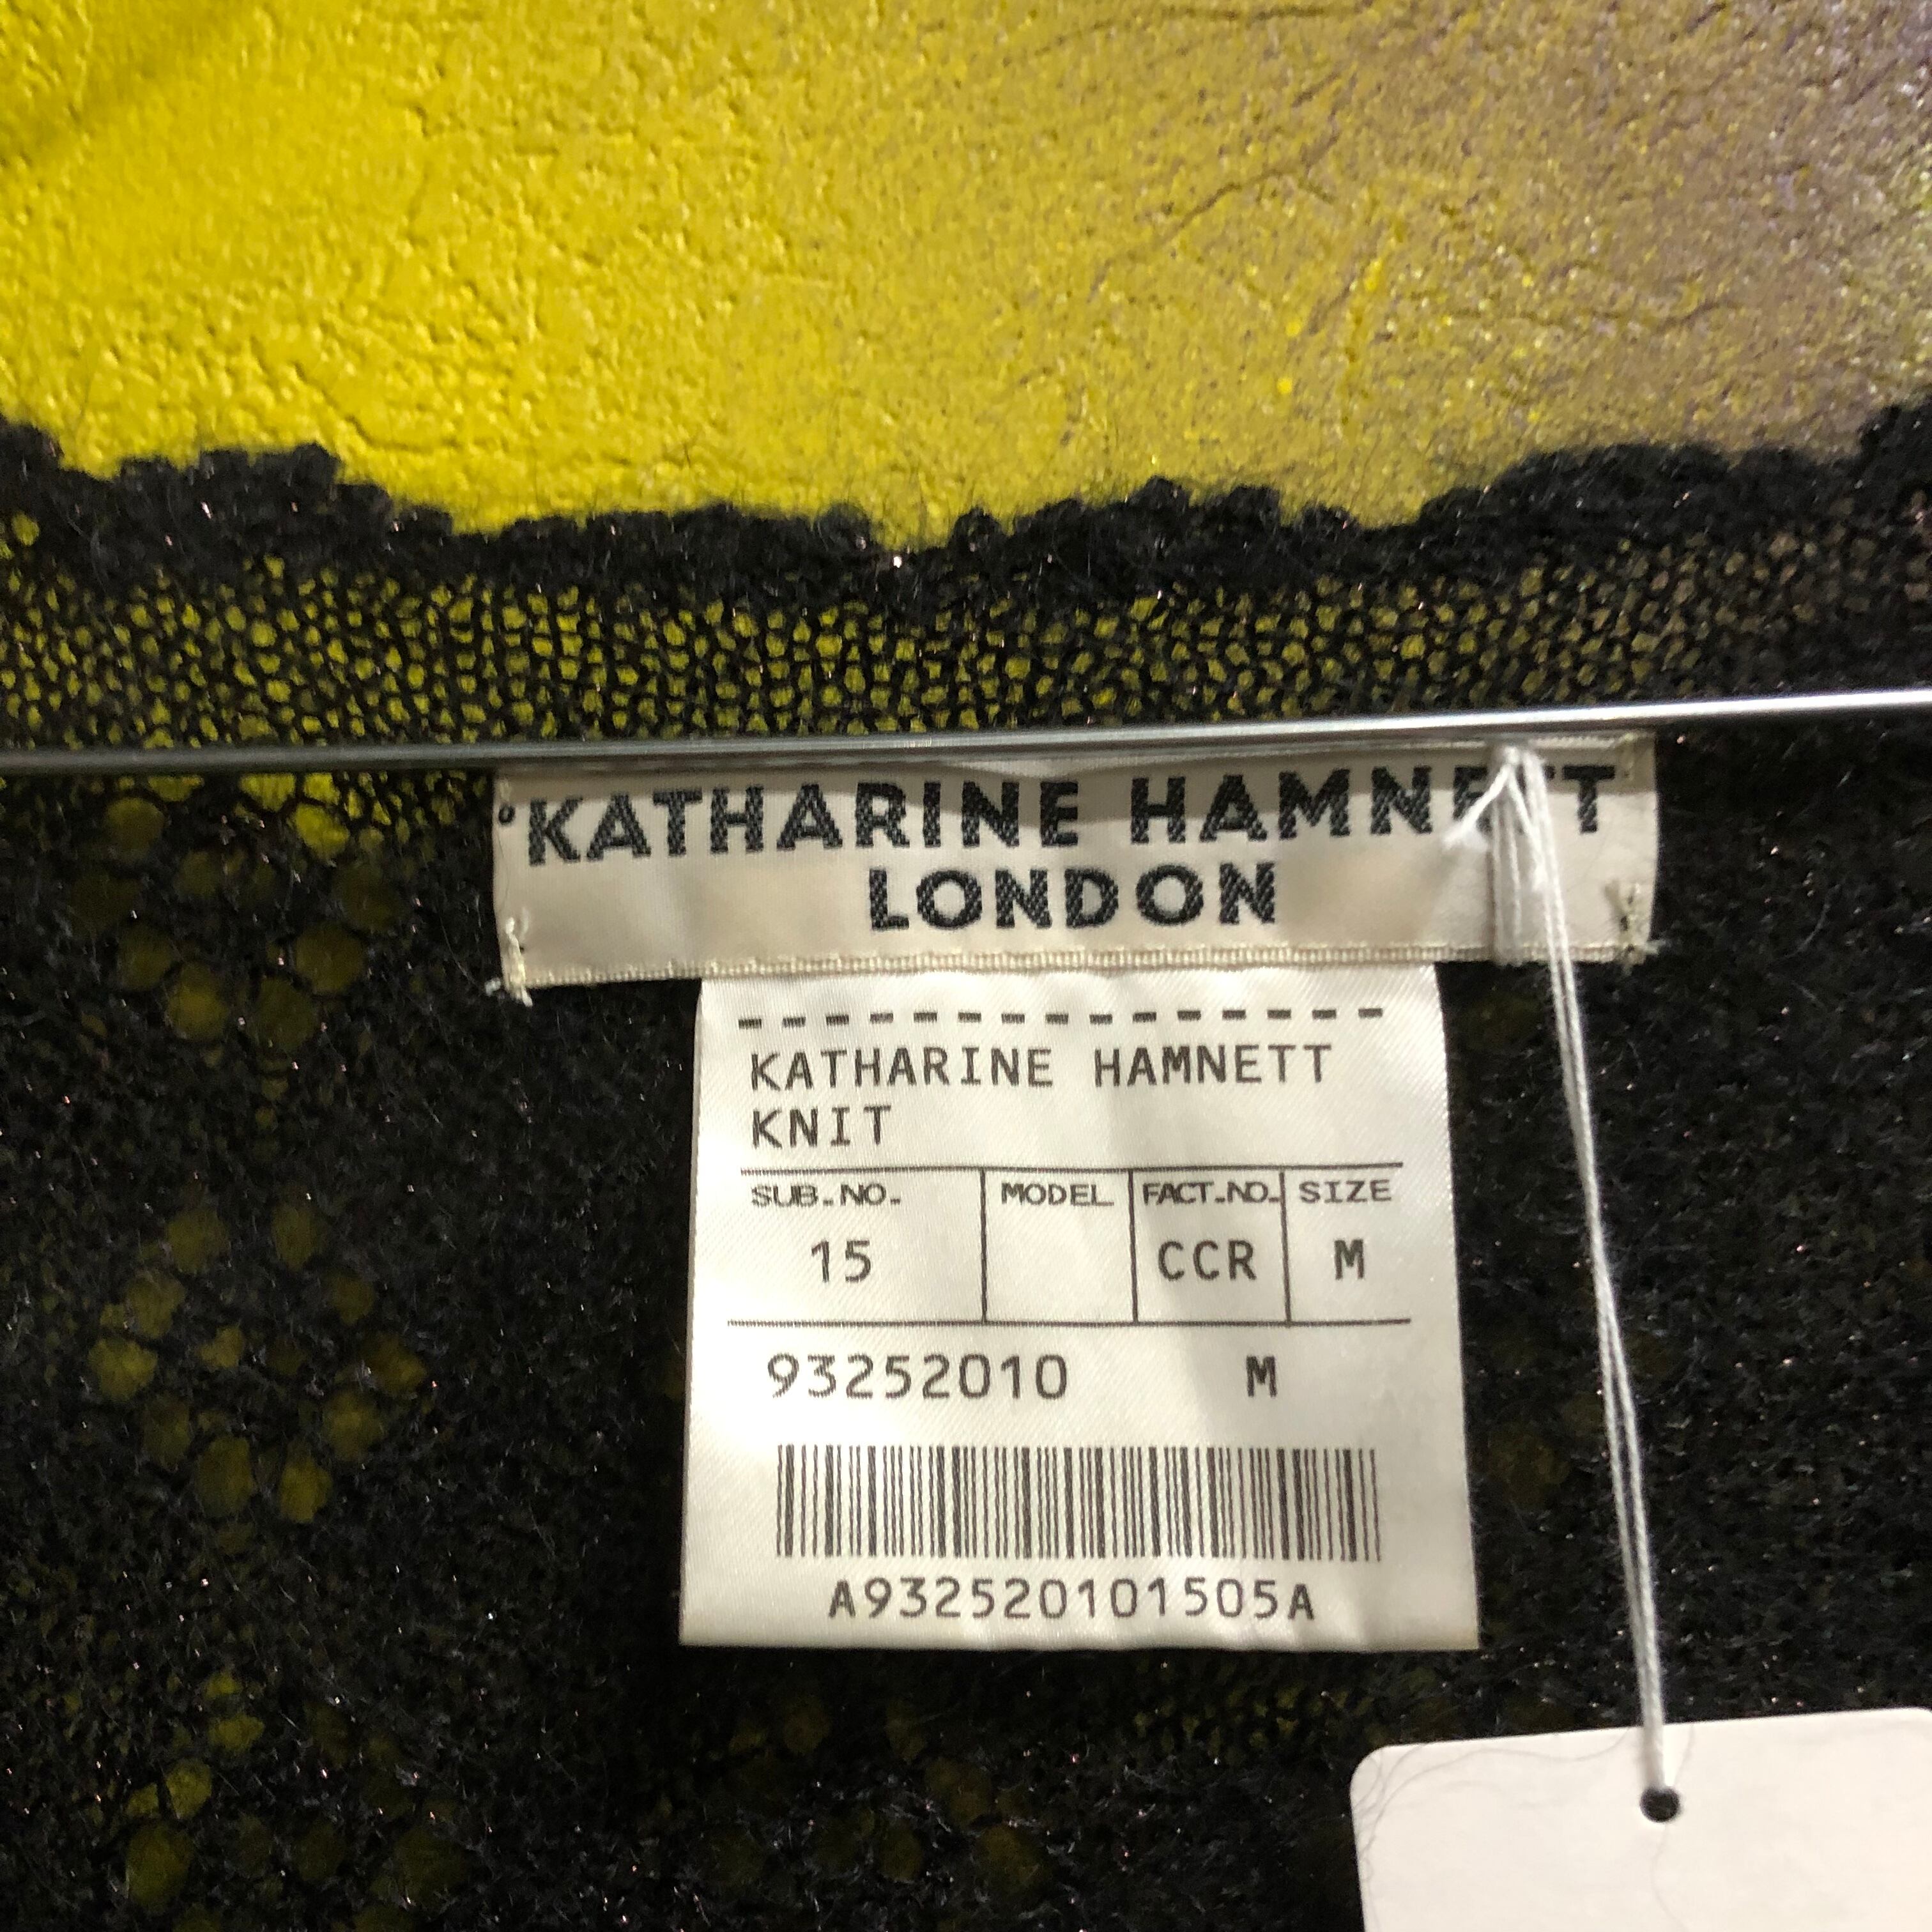 KATHARINE HAMNETT
LONDON
KATHARINE HAMNETT
KNIT
SUB.NO. MODEL FACT.NO. SIZE
15 CCR M
93252010 M
A932520101505A